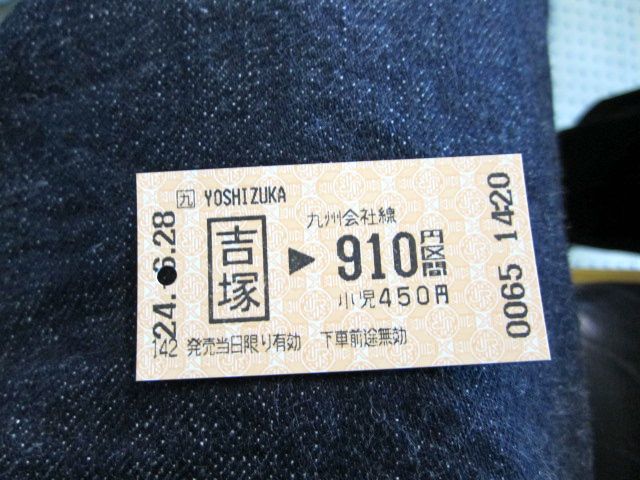 九 YOSHIZUKA
吉塚 ▶ 九州会社線 910円区間
小児450円
142 発売当日限り有効 下車前途無効
24.-6.28
0065 1420